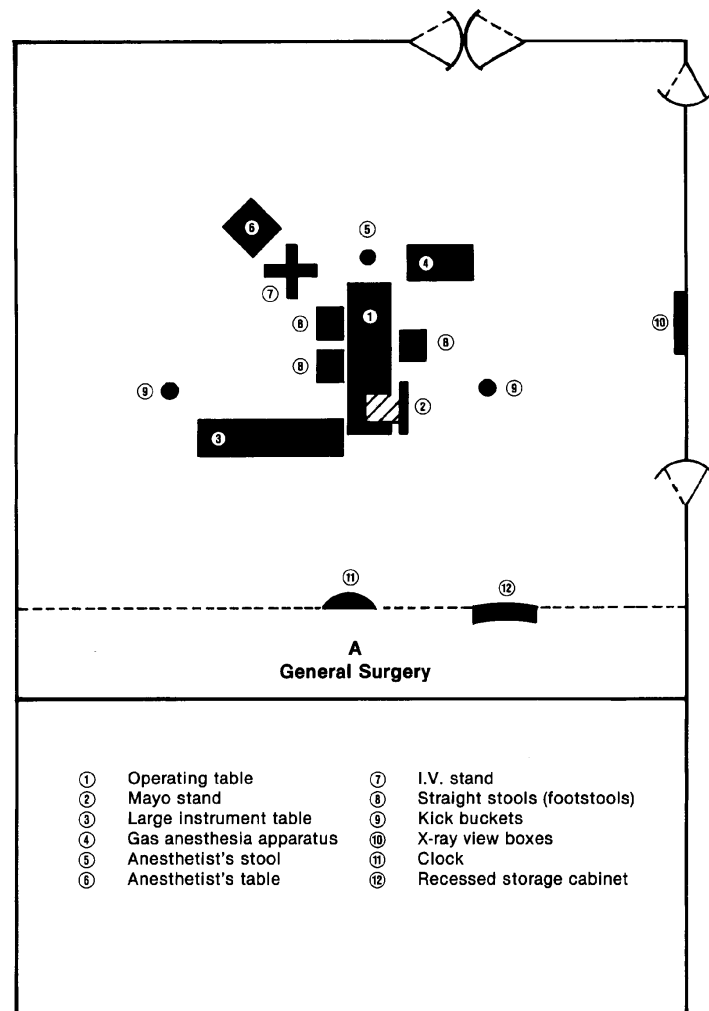 ⑥
⑤
④
⑦
⑧
①
⑧
⑩
⑧
⑨
②
⑨
③
⑪
⑫
A
General Surgery
① Operating table
② Mayo stand
③ Large instrument table
④ Gas anesthesia apparatus
⑤ Anesthetist's stool
⑥ Anesthetist's table
⑦ I.V. stand
⑧ Straight stools (footstools)
⑨ Kick buckets
⑩ X-ray view boxes
⑪ Clock
⑫ Recessed storage cabinet